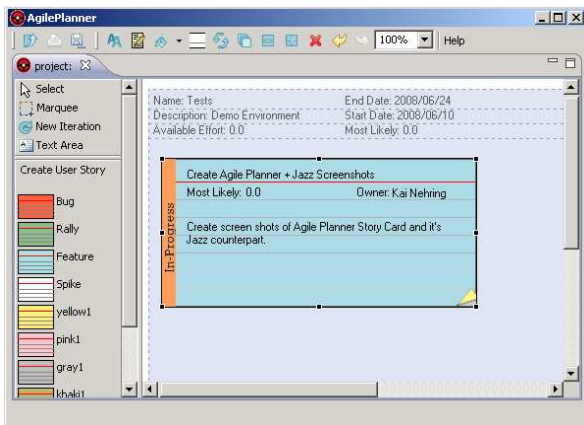 AgilePlanner
100% Help
project:
Select
Marquee
New Iteration
Text Area
Create User Story
Bug
Rally
Feature
Spike
yellow1
pink1
gray1
khaki1
Name: Tests End Date: 2008/06/24
Description: Demo Environment Start Date: 2008/06/10
Available Effort: 0.0 Most Likely: 0.0
Create Agile Planner + Jazz Screenshots
Most Likely: 0.0 Owner: Kai Nehring
In-Progress
Create screen shots of Agile Planner Story Card and it's
Jazz counterpart.